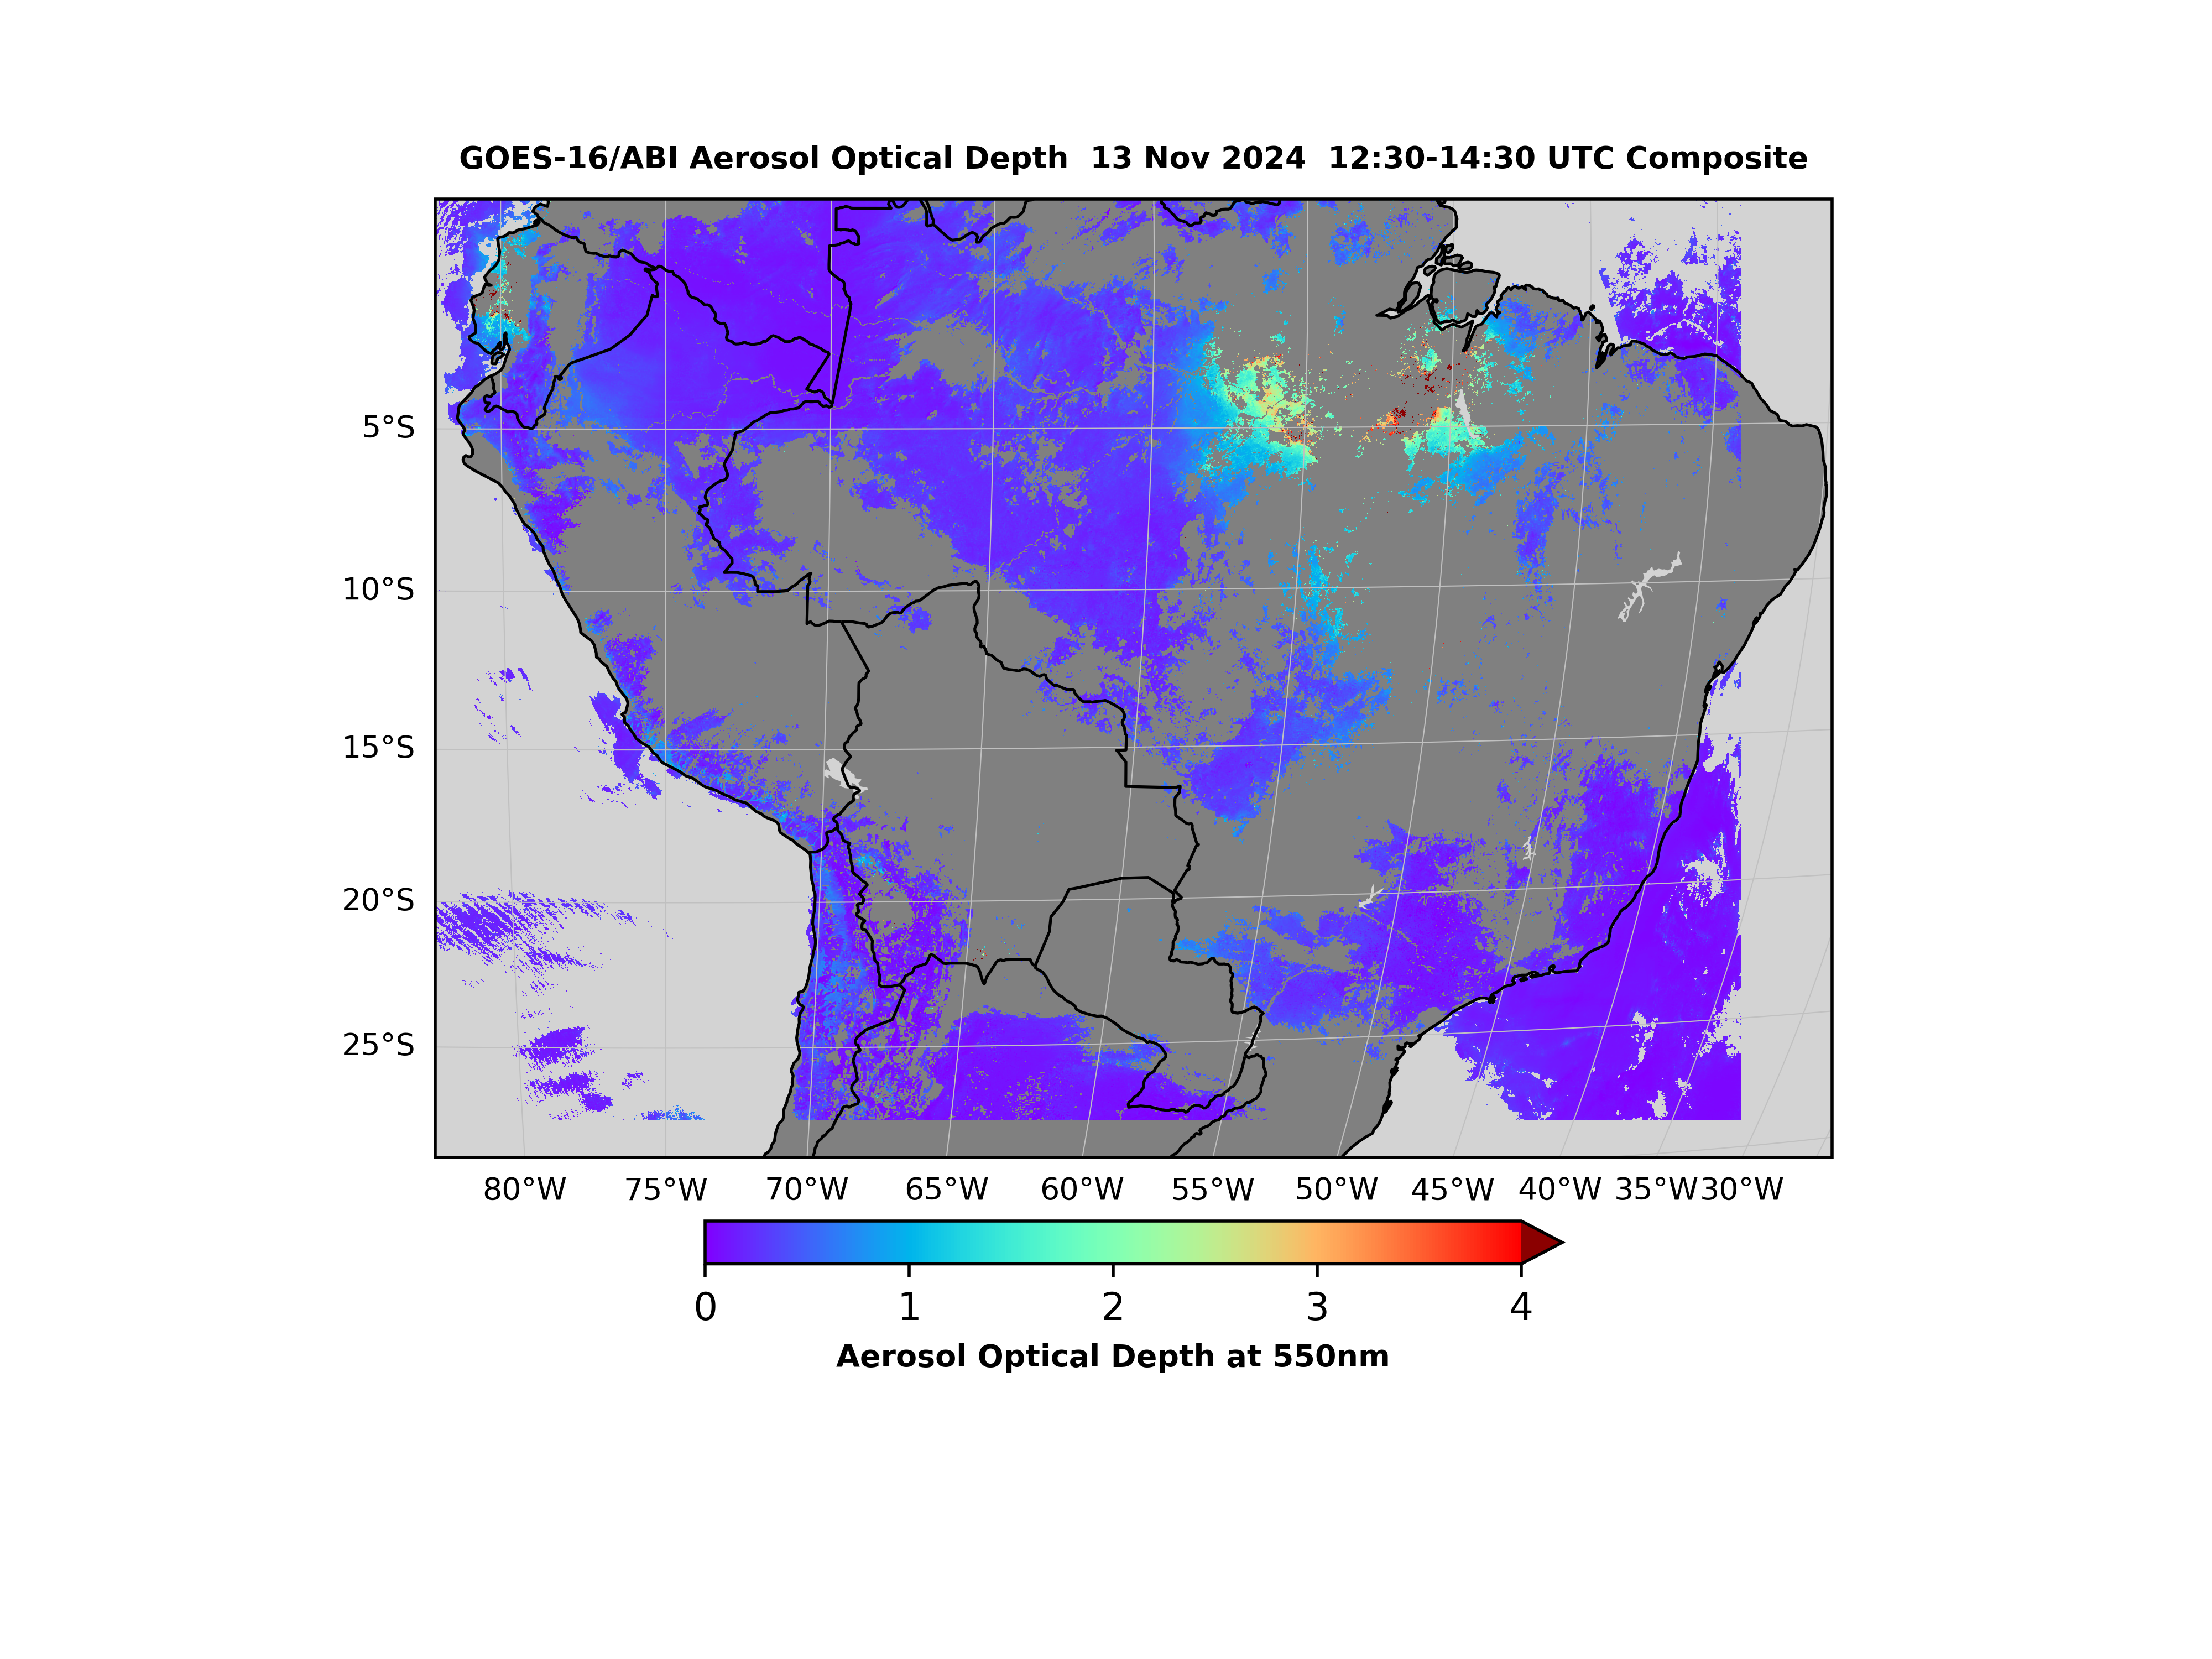 GOES-16/ABI Aerosol Optical Depth  13 Nov 2024  12:30-14:30 UTC Composite
5°S
10°S
15°S
20°S
25°S
80°W 75°W 70°W 65°W 60°W 55°W 50°W 45°W 40°W 35°W 30°W
0 1 2 3 4
Aerosol Optical Depth at 550nm